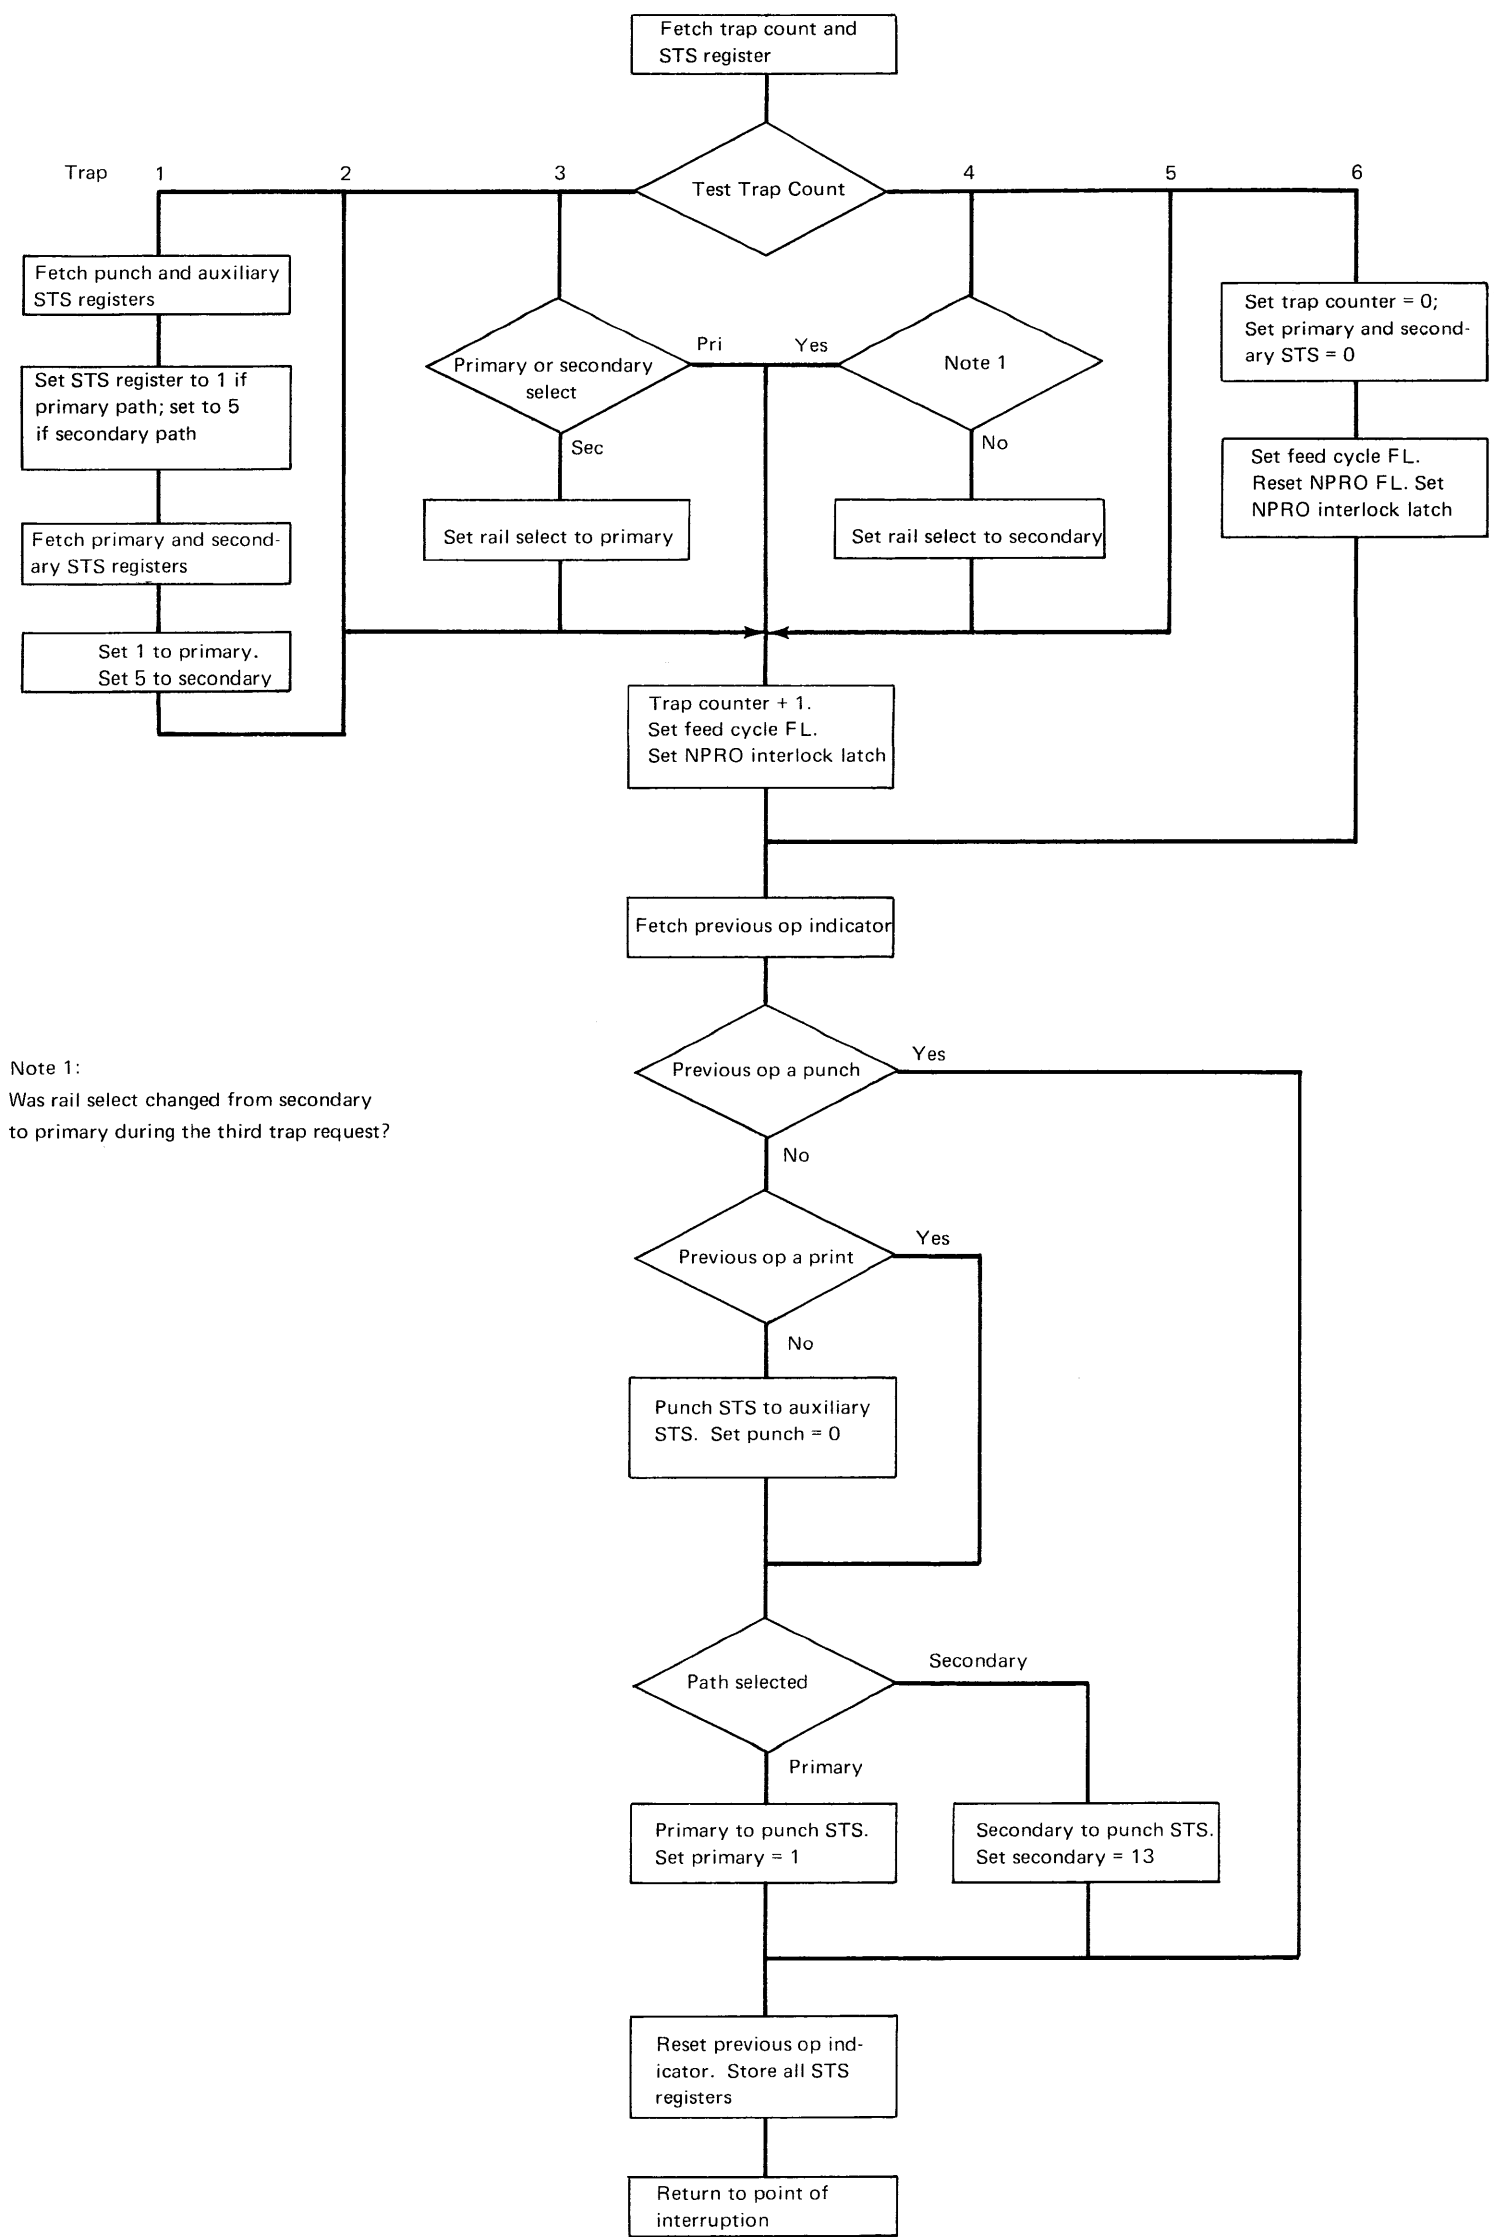 Fetch trap count and
STS register
Trap 1 2 3 4 5 6
Test Trap Count
Fetch punch and auxiliary
STS registers
Set STS register to 1 if
primary path; set to 5
if secondary path
Fetch primary and second-
ary STS registers
Set 1 to primary.
Set 5 to secondary
Primary or secondary
select
Pri
Sec
Set rail select to primary
Yes
Note 1
No
Set rail select to secondary
Set trap counter = 0;
Set primary and second-
ary STS = 0
Set feed cycle FL.
Reset NPRO FL. Set
NPRO interlock latch
Trap counter + 1.
Set feed cycle FL.
Set NPRO interlock latch
Fetch previous op indicator
Previous op a punch
Yes
No
Note 1:
Was rail select changed from secondary
to primary during the third trap request?
Previous op a print
Yes
No
Punch STS to auxiliary
STS. Set punch = 0
Path selected
Secondary
Primary
Primary to punch STS.
Set primary = 1
Secondary to punch STS.
Set secondary = 13
Reset previous op ind-
icator. Store all STS
registers
Return to point of
interruption